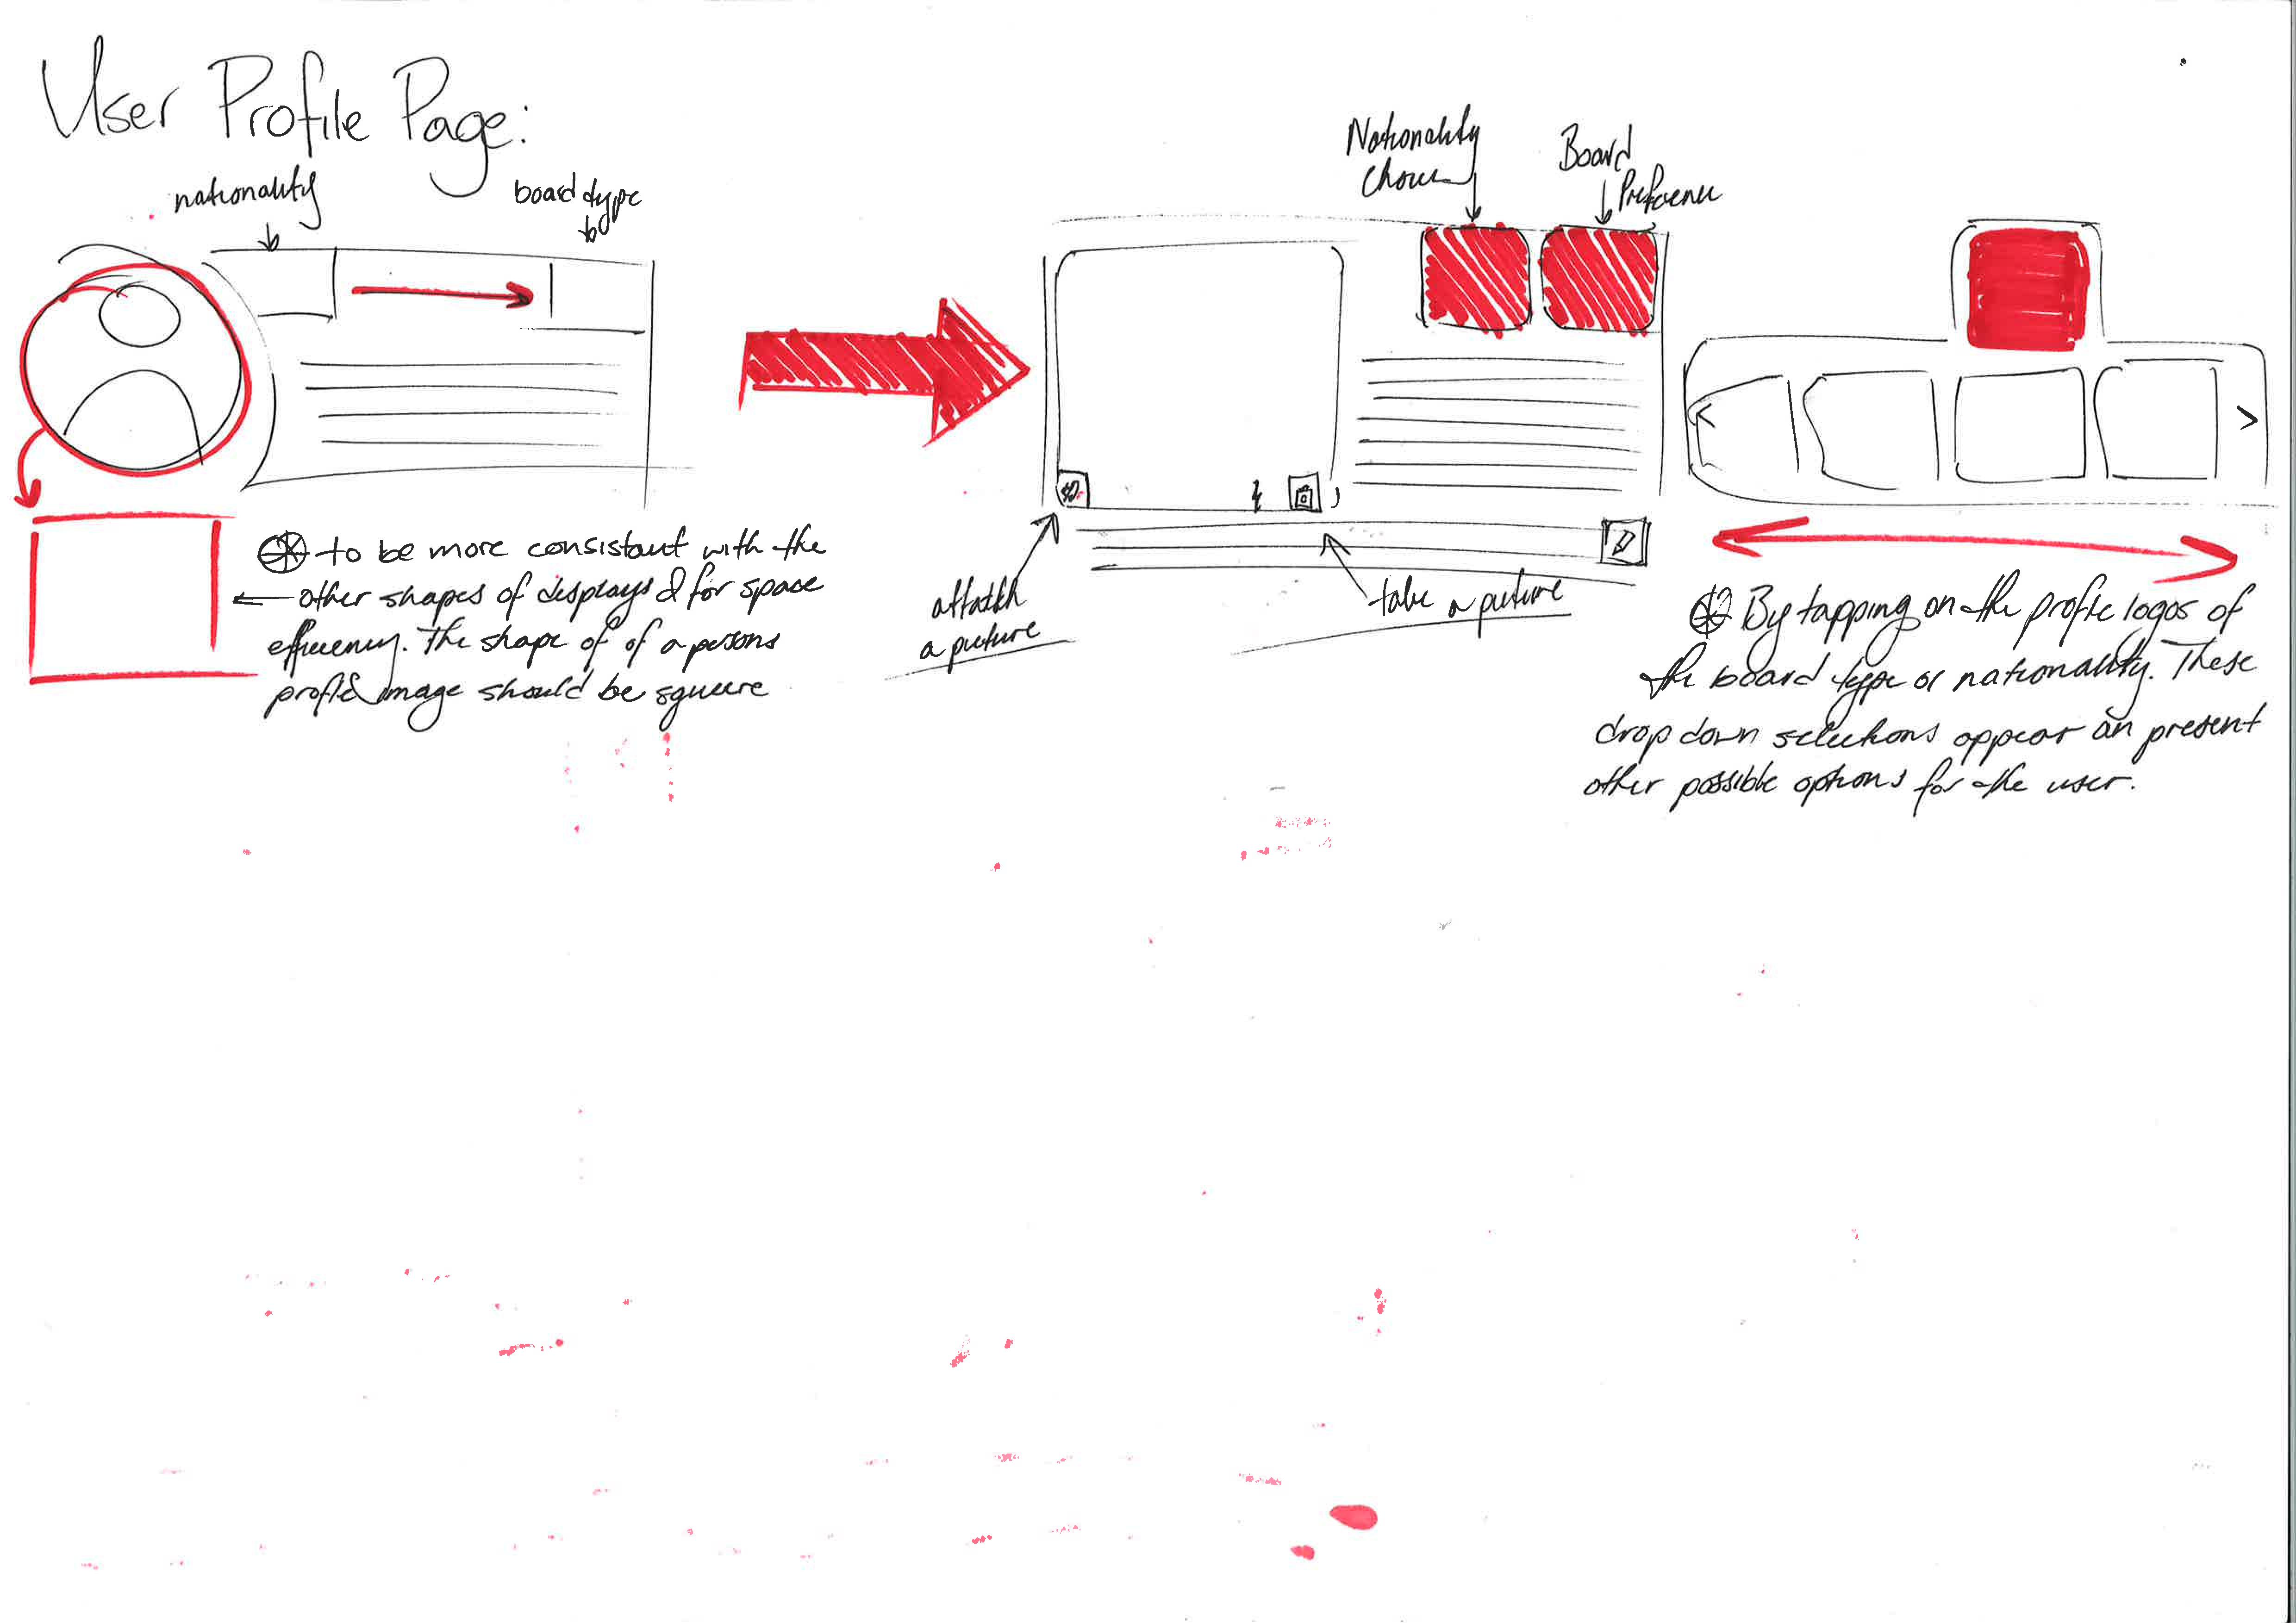 User Profile Page:
nationality
board type
to be more consistant with the
other shapes of displays & for space
efficiency. The shape of of a persons
profile image should be square
Nationality
Board
Preference
attatch
a picture
take a picture
By tapping on the profile logos of
the board type or nationality. These
drop down selections appear an present
other possible options for the user.